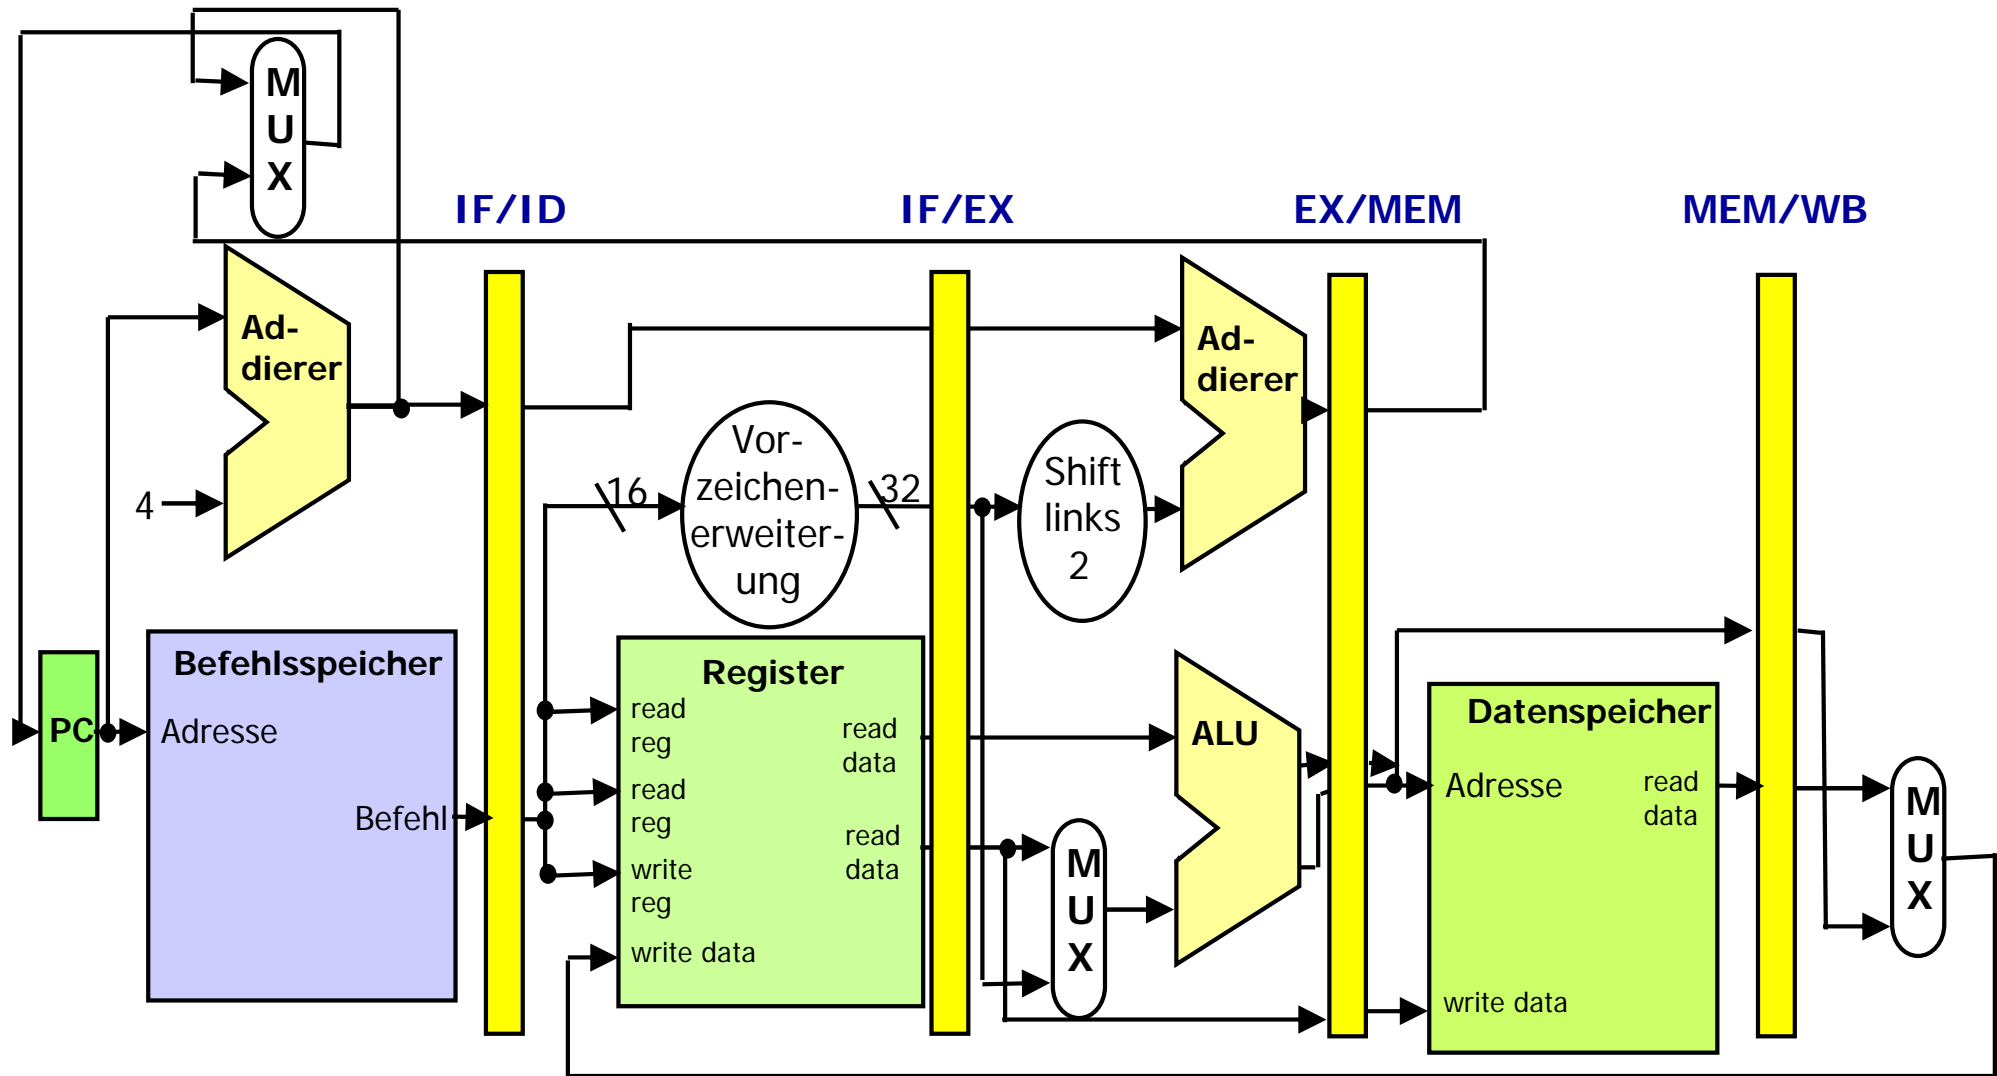 M
U
X
IF/ID
IF/EX
EX/MEM
MEM/WB
Ad-
dierer
4
16
Vor-
zeichen-
erweiter-
ung
32
Shift
links
2
Ad-
dierer
PC
Befehlsspeicher
Adresse
Befehl
Register
read
reg
read
reg
write
reg
write data
read
data
read
data
M
U
X
ALU
Datenspeicher
Adresse
read
data
write data
M
U
X